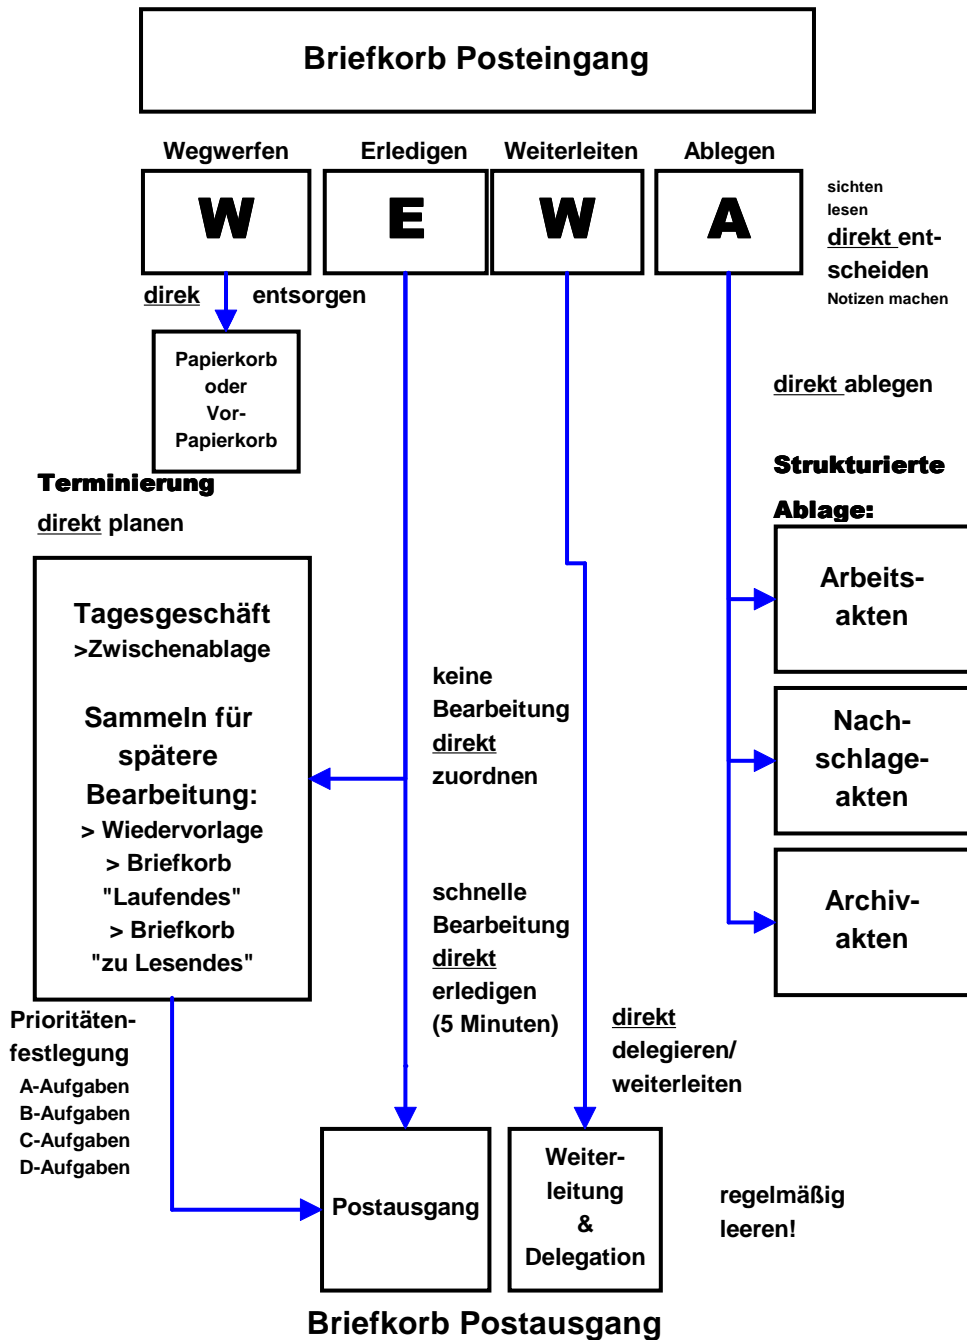 Briefkorb Posteingang
Wegwerfen
Erledigen
Weiterleiten
Ablegen
W
E
W
A
sichten
lesen
direkt ent-
scheiden
Notizen machen
direk
entsorgen
Papierkorb
oder
Vor-
Papierkorb
direkt ablegen
Terminierung
direkt planen
Strukturierte
Ablage:
Tagesgeschäft
>Zwischenablage
Sammeln für
spätere
Bearbeitung:
> Wiedervorlage
> Briefkorb
"Laufendes"
> Briefkorb
"zu Lesendes"
keine
Bearbeitung
direkt
zuordnen
schnelle
Bearbeitung
direkt
erledigen
(5 Minuten)
Arbeits-
akten
Nach-
schlage-
akten
Archiv-
akten
Prioritäten-
festlegung
A-Aufgaben
B-Aufgaben
C-Aufgaben
D-Aufgaben
direkt
delegieren/
weiterleiten
Postausgang
Weiter-
leitung
&
Delegation
regelmäßig
leeren!
Briefkorb Postausgang